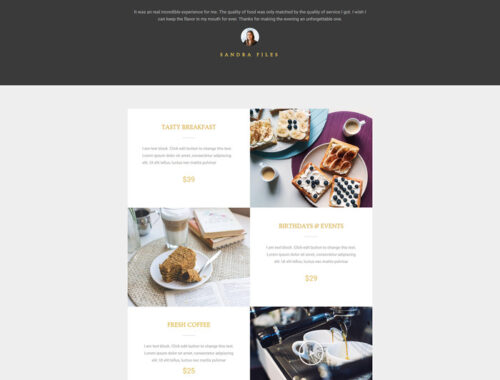 It was an real incredible experience for me. The quality of food was only matched by the quality of service I got. I wish I
can keep the flavor in my mouth for ever. Thanks for making the evening an unforgettable one.
SANDRA FILES
TASTY BREAKFAST
I am text block. Click edit button to change this text.
Lorem ipsum dolor sit amet, consectetur adipiscing
elit. Ut elit tellus, luctus nec mattis pulvinar
$39
BIRTHDAYS & EVENTS
I am text block. Click edit button to change this text.
Lorem ipsum dolor sit amet, consectetur adipiscing
elit. Ut elit tellus, luctus nec mattis pulvinar
$29
FRESH COFFEE
I am text block. Click edit button to change this text.
Lorem ipsum dolor sit amet, consectetur adipiscing
elit. Ut elit tellus, luctus nec mattis pulvinar
$25